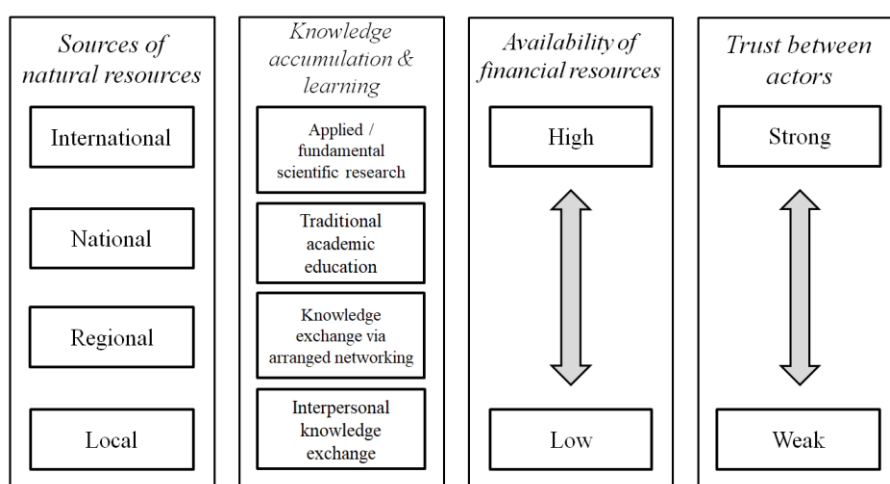 Sources of
natural resources
International
National
Regional
Local
Knowledge
accumulation &
learning
Applied /
fundamental
scientific research
Traditional
academic
education
Knowledge
exchange via
arranged networking
Interpersonal
knowledge
exchange
Availability of
financial resources
High
Low
Trust between
actors
Strong
Weak